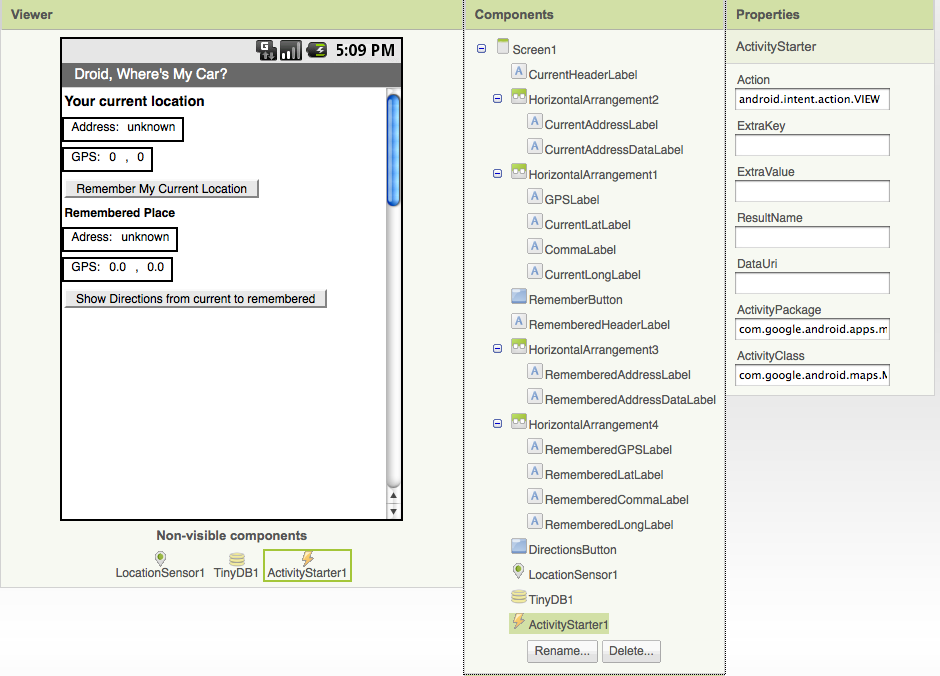 Viewer
5:09 PM
Droid, Where's My Car?
Your current location
Address: unknown
GPS: 0 , 0
Remember My Current Location
Remembered Place
Adress: unknown
GPS: 0.0 , 0.0
Show Directions from current to remembered
Non-visible components
LocationSensor1 TinyDB1 ActivityStarter1
Components
Screen1
CurrentHeaderLabel
HorizontalArrangement2
CurrentAddressLabel
CurrentAddressDataLabel
HorizontalArrangement1
GPSLabel
CurrentLatLabel
CommaLabel
CurrentLongLabel
RememberButton
RememberedHeaderLabel
HorizontalArrangement3
RememberedAddressLabel
RememberedAddressDataLabel
HorizontalArrangement4
RememberedGPSLabel
RememberedLatLabel
RememberedCommaLabel
RememberedLongLabel
DirectionsButton
LocationSensor1
TinyDB1
ActivityStarter1
Rename... Delete...
Properties
ActivityStarter
Action
android.intent.action.VIEW
ExtraKey
ExtraValue
ResultName
DataUri
ActivityPackage
com.google.android.apps.m
ActivityClass
com.google.android.maps.M